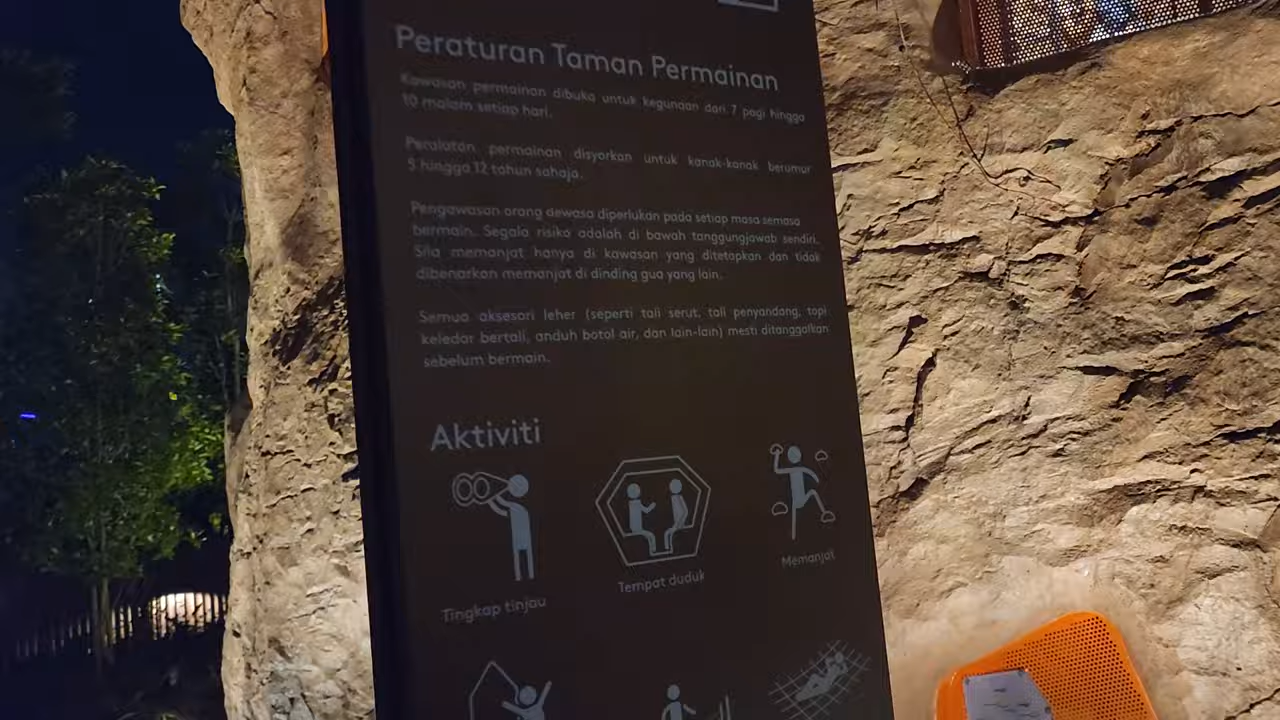 Peraturan Taman Permainan
Kawasan permainan dibuka untuk kegunaan dari 7 pagi hingga
10 malam setiap hari.
Peralatan permainan disyorkan untuk kanak-kanak berumur
5 hingga 12 tahun sahaja.
Pengawasan orang dewasa diperlukan pada setiap masa semasa
bermain. Segala risiko adalah di bawah tanggungjawab sendiri.
Sila memanjat hanya di kawasan yang ditetapkan dan tidak
dibenarkan memanjat di dinding gua yang lain.
Semua aksesori leher (seperti tali serut, tali penyandang, topi
keledar bertali, anduh botol air, dan lain-lain) mesti ditanggalkan
sebelum bermain.
Aktiviti
Tingkap tinjau
Tempat duduk
Memanjat